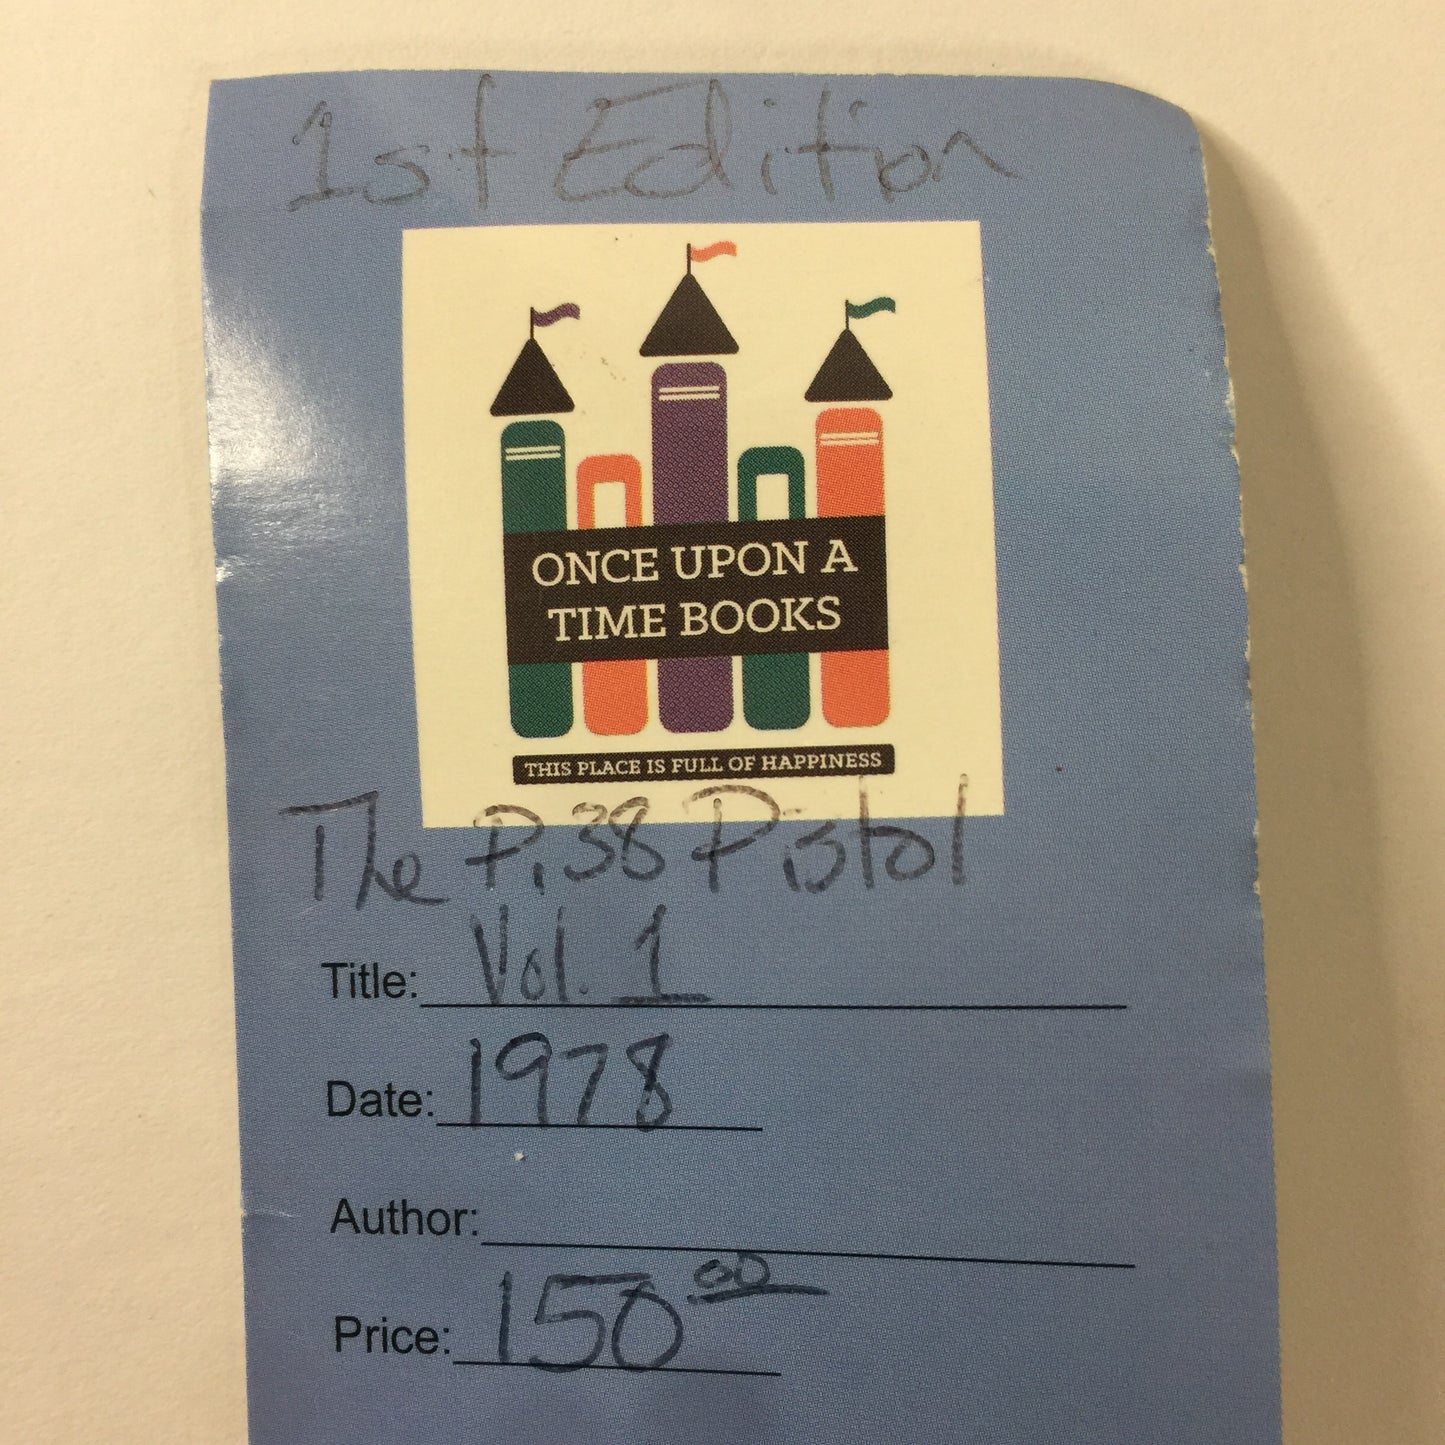 1st Edition
ONCE UPON A
TIME BOOKS
THIS PLACE IS FULL OF HAPPINESS
The P.38 Pistol
Title: Vol. 1
Date: 1978
Author:
Price: 150 00